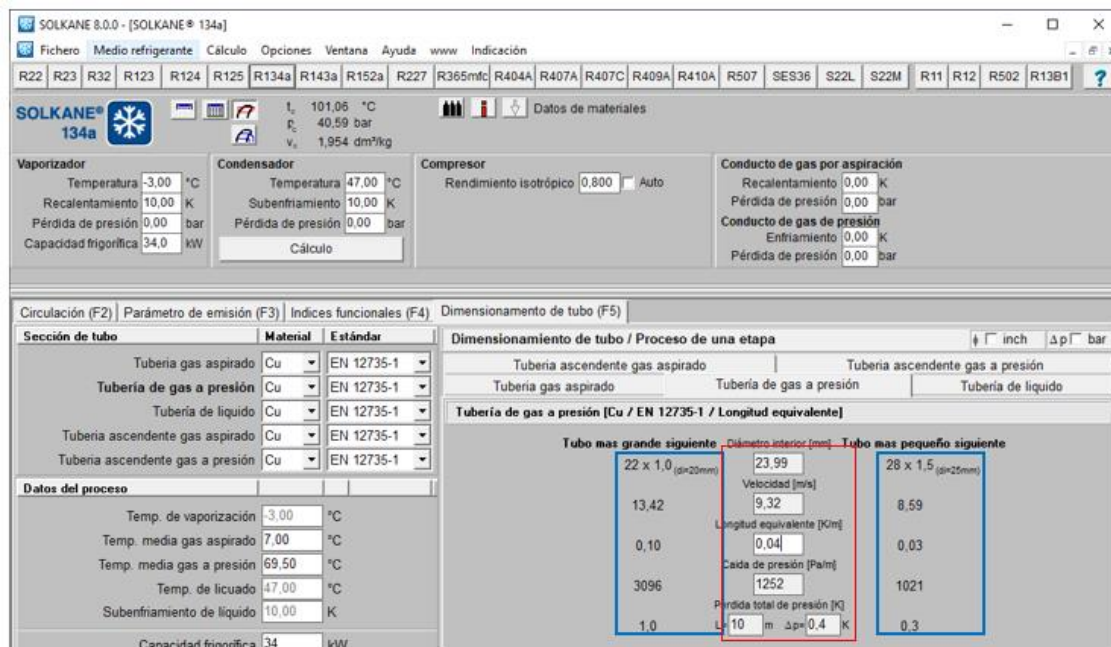 SOLKANE 8.0.0 - [SOLKANE® 134a]
Fichero Medio refrigerante Cálculo Opciones Ventana Ayuda www Indicación
R22 R23 R32 R123 R124 R125 R134a R143a R152a R227 R365mfc R404A R407A R407C R409A R410A R507 SES36 S22L S22M R11 R12 R502 R13B1 ?
SOLKANE® 134a
tc 101,06 °C
pc 40,59 bar
vc 1,954 dm³/kg
Datos de materiales
Vaporizador
Temperatura -3,00 °C
Recalentamiento 10,00 K
Pérdida de presión 0,00 bar
Capacidad frigorífica 34,0 kW
Condensador
Temperatura 47,00 °C
Subenfriamiento 10,00 K
Pérdida de presión 0,00 bar
Cálculo
Compresor
Rendimiento isotrópico 0,800 Auto
Conducto de gas por aspiración
Recalentamiento 0,00 K
Pérdida de presión 0,00 bar
Conducto de gas de presión
Enfriamiento 0,00 K
Pérdida de presión 0,00 bar
Circulación (F2) Parámetro de emisión (F3) Indices funcionales (F4) Dimensionamento de tubo (F5)
Sección de tubo Material Estándar
Tuberia gas aspirado Cu EN 12735-1
Tubería de gas a presión Cu EN 12735-1
Tubería de liquido Cu EN 12735-1
Tuberia ascendente gas aspirado Cu EN 12735-1
Tuberia ascendente gas a presión Cu EN 12735-1
Datos del proceso
Temp. de vaporización -3,00 °C
Temp. media gas aspirado 7,00 °C
Temp. media gas a presión 69,50 °C
Temp. de licuado 47,00 °C
Subenfriamiento de líquido 10,00 K
Capacidad frigorífica 34 kW
Dimensionamiento de tubo / Proceso de una etapa inch Δp bar
Tuberia ascendente gas aspirado Tuberia ascendente gas a presión
Tuberia gas aspirado Tubería de gas a presión Tubería de liquido
Tubería de gas a presión [Cu / EN 12735-1 / Longitud equivalente]
Tubo mas grande siguiente Diámetro interior [mm] Tubo mas pequeño siguiente
22 x 1,0 (di=20mm) 23,99 28 x 1,5 (di=25mm)
Velocidad [m/s]
13,42 9,32 8,59
Longitud equivalente [K/m]
0,10 0,04 0,03
Caida de presión [Pa/m]
3096 1252 1021
Pérdida total de presión [K]
1,0 L= 10 m Δp= 0,4 K 0,3